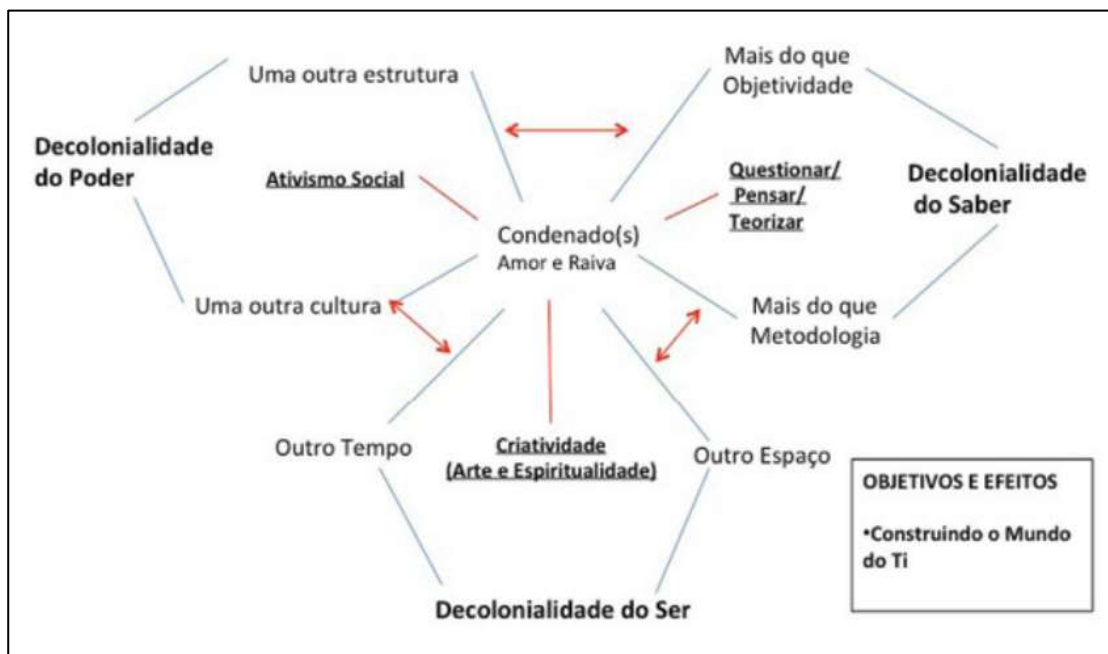 Uma outra estrutura
Mais do que
Objetividade
Decolonialidade
do Poder
Ativismo Social
Questionar/
Pensar/
Teorizar
Decolonialidade
do Saber
Condenado(s)
Amor e Raiva
Uma outra cultura
Mais do que
Metodologia
Outro Tempo
Criatividade
(Arte e Espiritualidade)
Outro Espaço
OBJETIVOS E EFEITOS
•Construindo o Mundo
do Ti
Decolonialidade do Ser